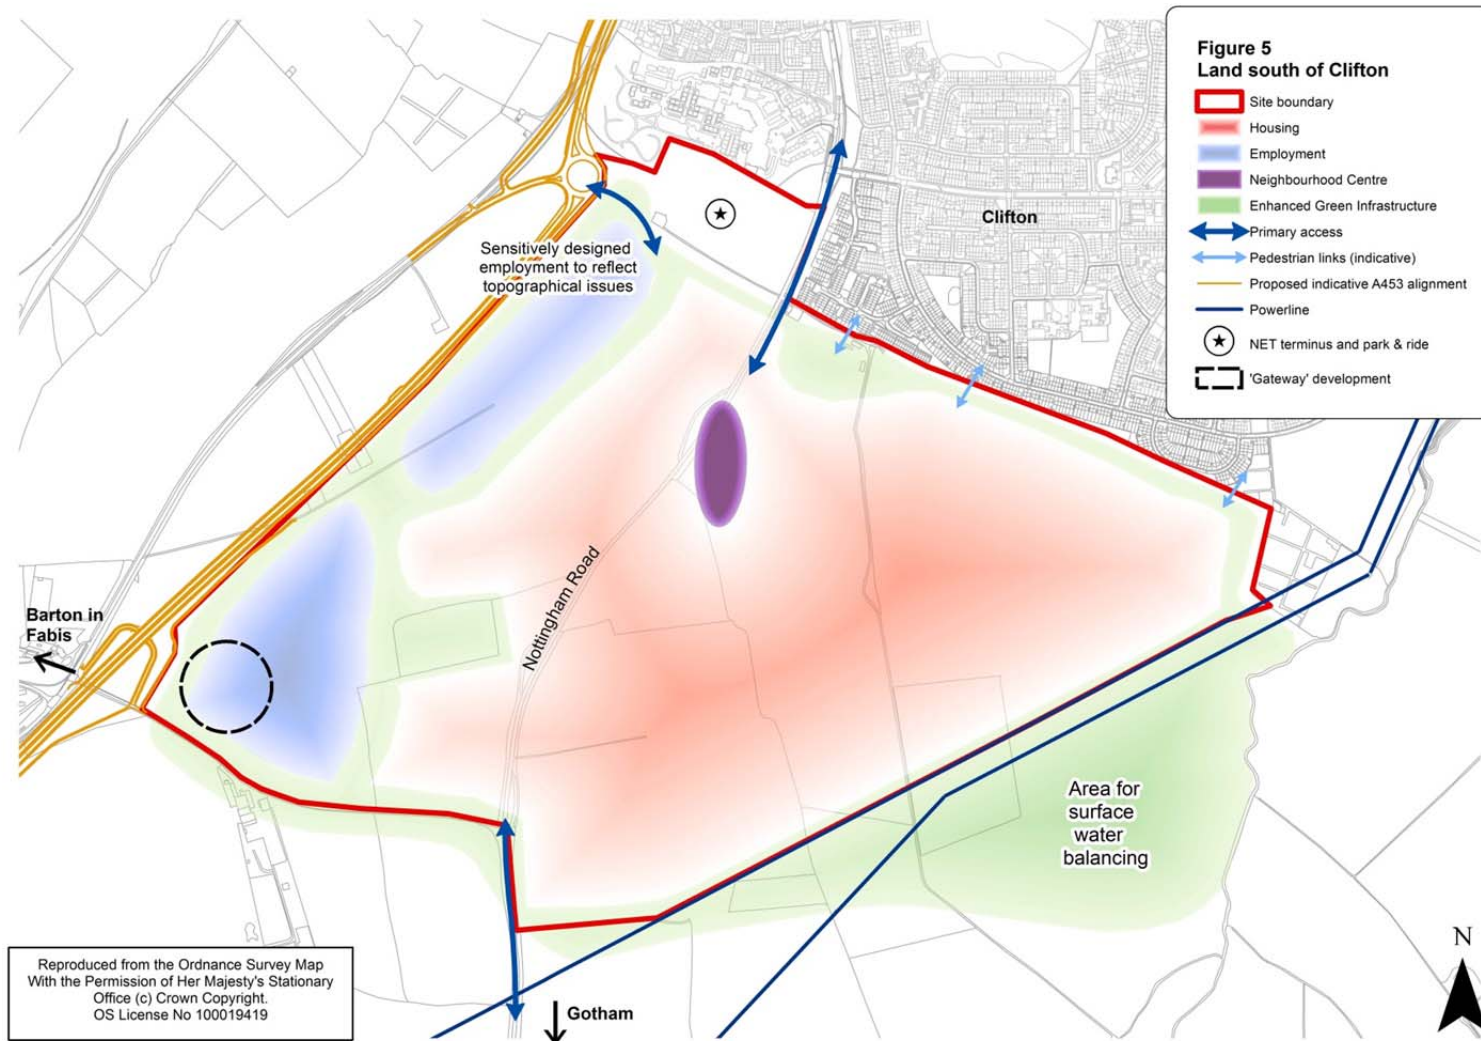 Figure 5
Land south of Clifton
Site boundary
Housing
Employment
Neighbourhood Centre
Enhanced Green Infrastructure
Primary access
Pedestrian links (indicative)
Proposed indicative A453 alignment
Powerline
NET terminus and park & ride
'Gateway' development
Clifton
Sensitively designed
employment to reflect
topographical issues
Nottingham Road
Barton in
Fabis
Area for
surface
water
balancing
Gotham
N
Reproduced from the Ordnance Survey Map
With the Permission of Her Majesty's Stationary
Office (c) Crown Copyright.
OS License No 100019419